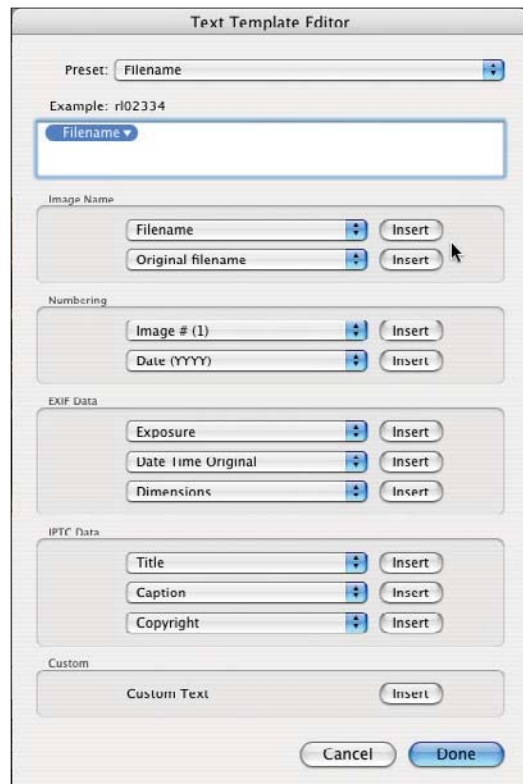 Text Template Editor
Preset: Filename
Example: rl02334
Filename
Image Name
Filename Insert
Original filename Insert
Numbering
Image # (1) Insert
Date (YYYY) Insert
EXIF Data
Exposure Insert
Date Time Original Insert
Dimensions Insert
IPTC Data
Title Insert
Caption Insert
Copyright Insert
Custom
Custom Text Insert
Cancel Done